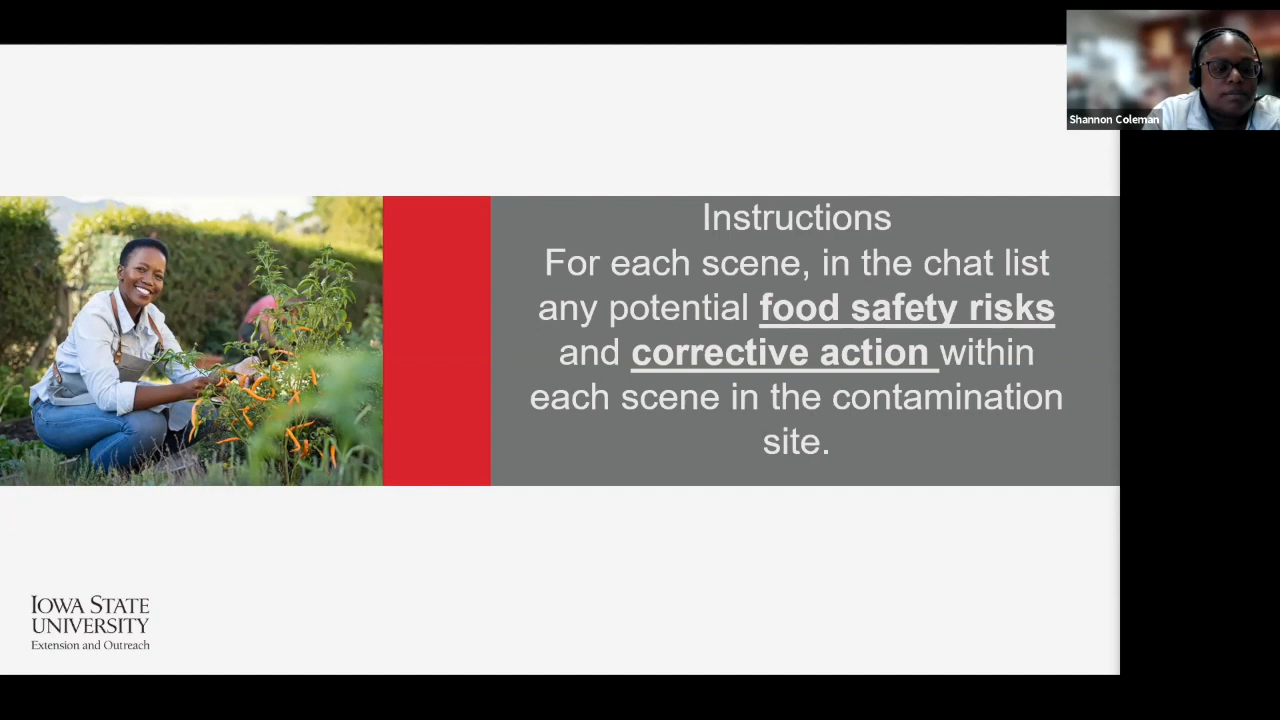 Shannon Coleman
Instructions
For each scene, in the chat list
any potential food safety risks
and corrective action within
each scene in the contamination
site.
IOWA STATE
UNIVERSITY
Extension and Outreach